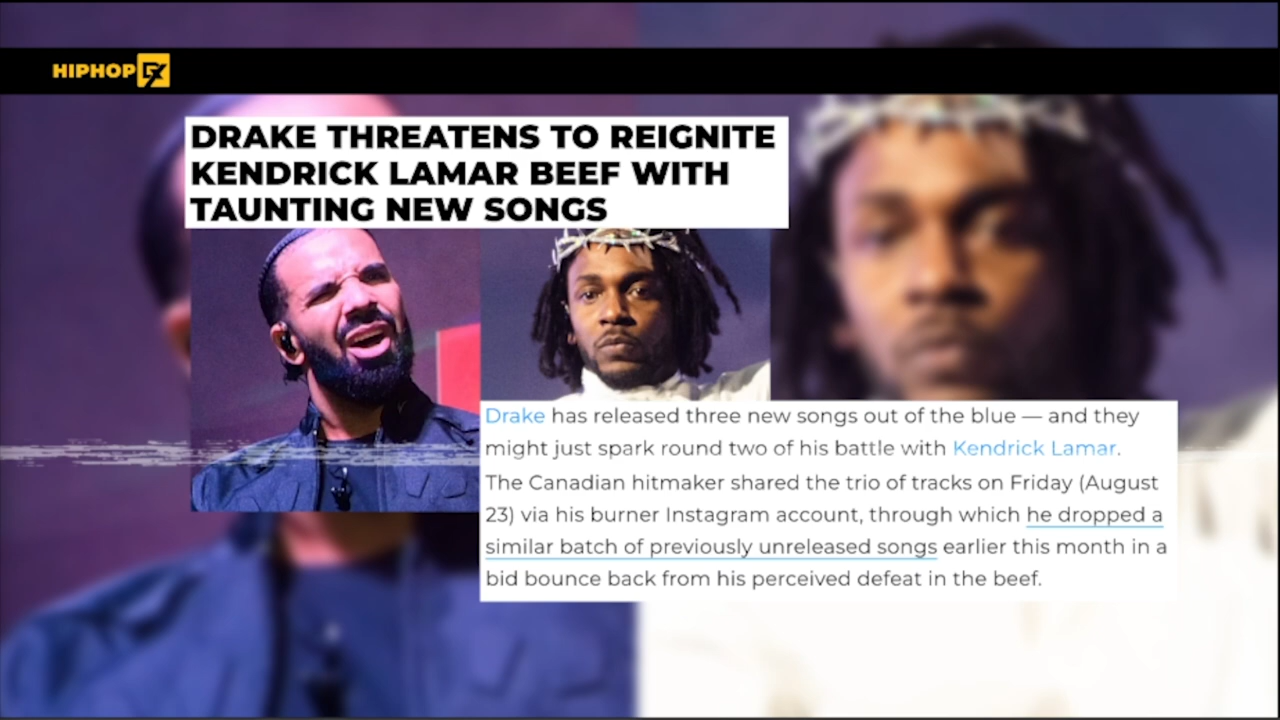 HIPHOPDX
DRAKE THREATENS TO REIGNITE
KENDRICK LAMAR BEEF WITH
TAUNTING NEW SONGS
Drake has released three new songs out of the blue — and they
might just spark round two of his battle with Kendrick Lamar.
The Canadian hitmaker shared the trio of tracks on Friday (August
23) via his burner Instagram account, through which he dropped a
similar batch of previously unreleased songs earlier this month in a
bid bounce back from his perceived defeat in the beef.